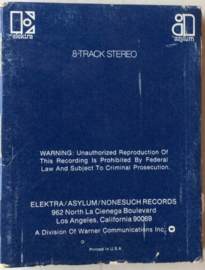 elektra
asylum
8-TRACK STEREO
WARNING: Unauthorized Reproduction Of
This Recording Is Prohibited By Federal
Law And Subject To Criminal Prosecution.
ELEKTRA/ASYLUM/NONESUCH RECORDS
962 North La Cienega Boulevard
Los Angeles, California 90069
A Division Of Warner Communications Inc.
Printed in U.S.A.